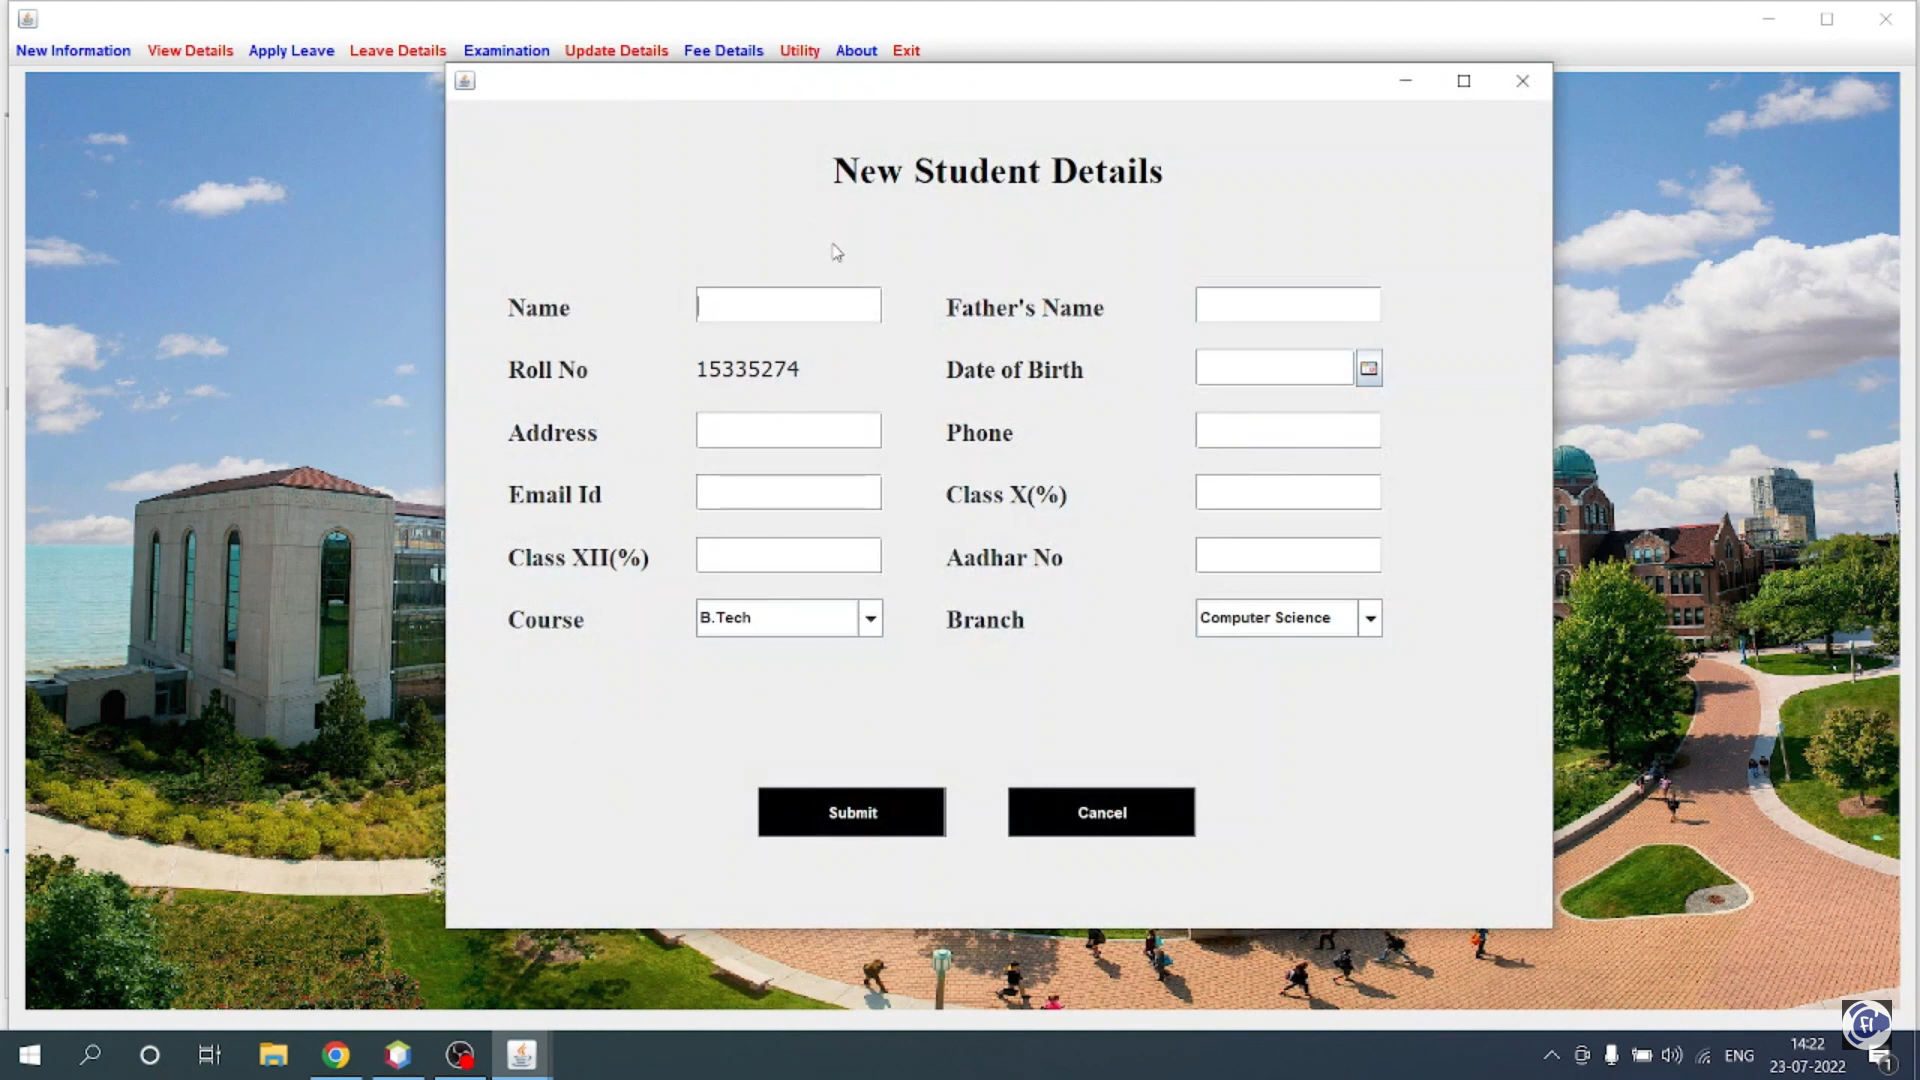 New Information View Details Apply Leave Leave Details Examination Update Details Fee Details Utility About Exit
New Student Details
Name Father's Name
Roll No 15335274 Date of Birth
Address Phone
Email Id Class X(%)
Class XII(%) Aadhar No
Course B.Tech Branch Computer Science
Submit Cancel
ENG 14:22
23-07-2022 1